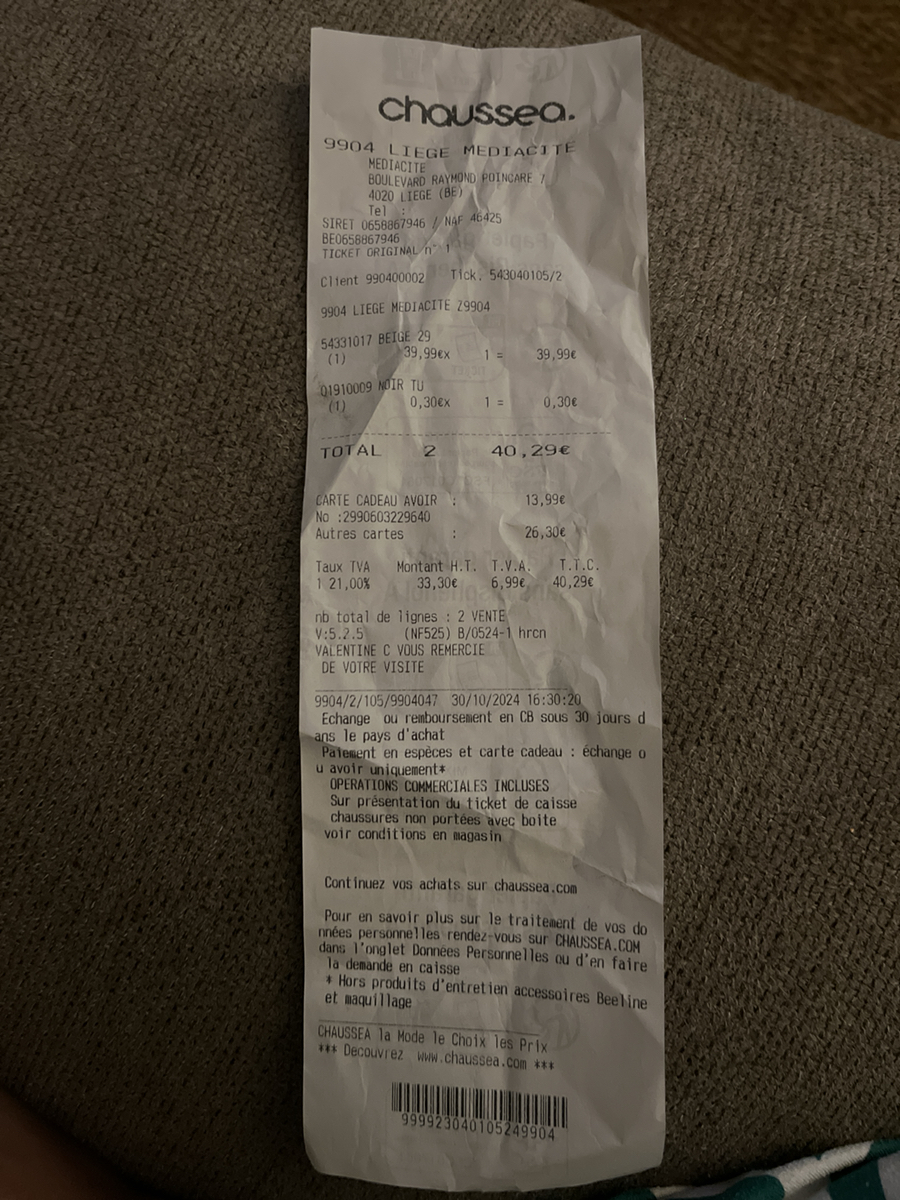 chaussea.
9904 LIEGE MEDIACITE
MEDIACITE
BOULEVARD RAYMOND POINCARE 7
4020 LIEGE (BE)
Tel :
SIRET 0658867946 / NAF 46425
BE0658867946
TICKET ORIGINAL n° 1
Client 990400002 Tick. 543040105/2
9904 LIEGE MEDIACITE Z9904
54331017 BEIGE 29
(1) 39,99€x 1 = 39,99€
01910009 NOIR TU
(1) 0,30€x 1 = 0,30€
TOTAL 2 40,29€
CARTE CADEAU AVOIR : 13,99€
No :2990603229640
Autres cartes : 26,30€
Taux TVA Montant H.T. T.V.A. T.T.C.
1 21,00% 33,30€ 6,99€ 40,29€
nb total de lignes : 2 VENTE
V:5.2.5 (NF525) B/0524-1 hrcn
VALENTINE C VOUS REMERCIE
DE VOTRE VISITE
9904/2/105/9904047 30/10/2024 16:30:20
Echange ou remboursement en CB sous 30 jours d
ans le pays d'achat
Paiement en espèces et carte cadeau : échange o
u avoir uniquement*
OPERATIONS COMMERCIALES INCLUSES
Sur présentation du ticket de caisse
chaussures non portées avec boite
voir conditions en magasin
Continuez vos achats sur chaussea.com
Pour en savoir plus sur le traitement de vos do
nnées personnelles rendez-vous sur CHAUSSEA.COM
dans l'onglet Données Personnelles ou d'en faire
la demande en caisse
* Hors produits d'entretien accessoires Beeline
et maquillage
CHAUSSEA la Mode le Choix les Prix
*** Decouvrez www.chaussea.com ***
999923040105249904